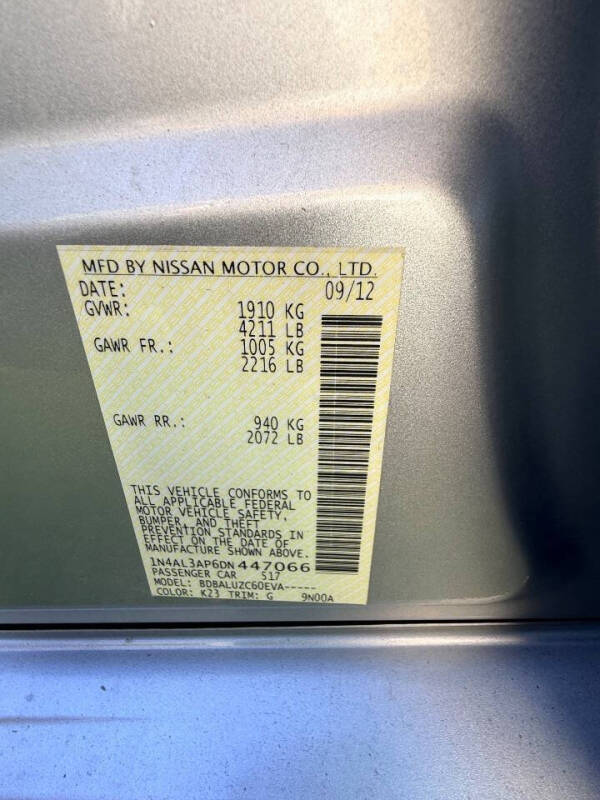 MFD BY NISSAN MOTOR CO., LTD.
DATE: 09/12
GVWR: 1910 KG
4211 LB
GAWR FR.: 1005 KG
2216 LB
GAWR RR.: 940 KG
2072 LB
THIS VEHICLE CONFORMS TO
ALL APPLICABLE FEDERAL
MOTOR VEHICLE SAFETY,
BUMPER, AND THEFT
PREVENTION STANDARDS IN
EFFECT ON THE DATE OF
MANUFACTURE SHOWN ABOVE.
1N4AL3AP6DN 447066
PASSENGER CAR 517
MODEL: BDBALUZC60EVA-----
COLOR: K23 TRIM: G 9N00A